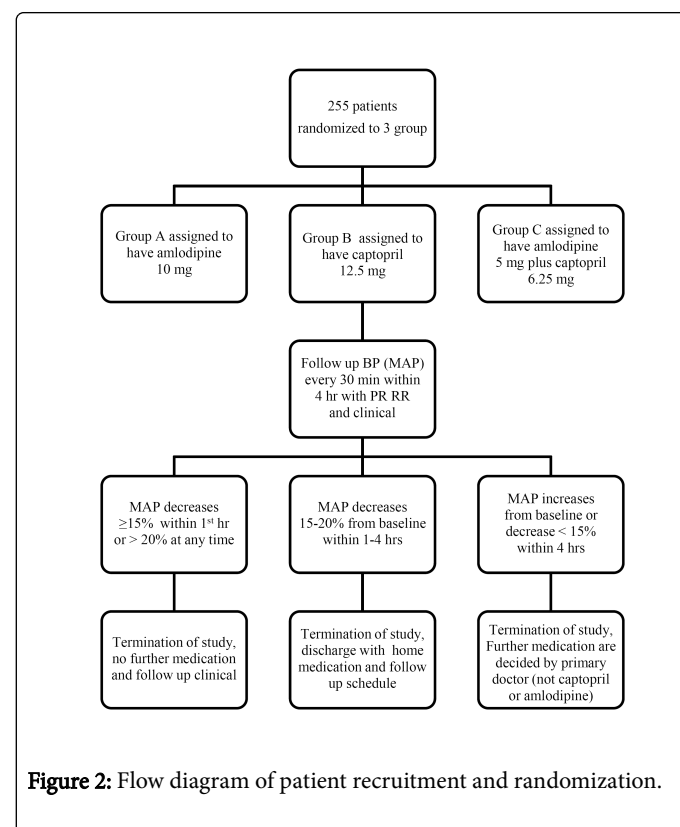 255 patients
randomized to 3 group
Group A assigned to
have amlodipine
10 mg
Group B assigned to
have captopril
12.5 mg
Group C assigned to
have amlodipine
5 mg plus captopril
6.25 mg
Follow up BP (MAP)
every 30 min within
4 hr with PR RR
and clinical
MAP decreases
≥15% within 1st hr
or > 20% at any time
MAP decreases
15-20% from baseline
within 1-4 hrs
MAP increases
from baseline or
decrease < 15%
within 4 hrs
Termination of study,
no further medication
and follow up clinical
Termination of study,
discharge with home
medication and follow
up schedule
Termination of study,
Further medication are
decided by primary
doctor (not captopril
or amlodipine)
Figure 2: Flow diagram of patient recruitment and randomization.